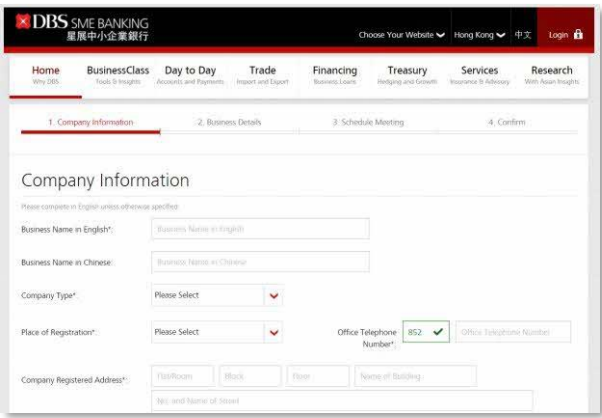 DBS SME BANKING
星展中小企業銀行
Choose Your Website Hong Kong 中文 Login
Home BusinessClass Day to Day Trade Financing Treasury Services Research
Why DBS Tools & Insights Accounts and Payments Import and Export Business Loans Hedging and Growth Insurance & Advisory With Asian Insights
1. Company Information 2. Business Details 3. Schedule Meeting 4. Confirm
Company Information
Please complete in English unless otherwise specified
Business Name in English*: Business Name in English
Business Name in Chinese: Business Name in Chinese
Company Type*: Please Select
Place of Registration*: Please Select Office Telephone 852 Office Telephone Number
Number*:
Company Registered Address*: Flat/Room Block Floor Name of Building
No. and Name of Street